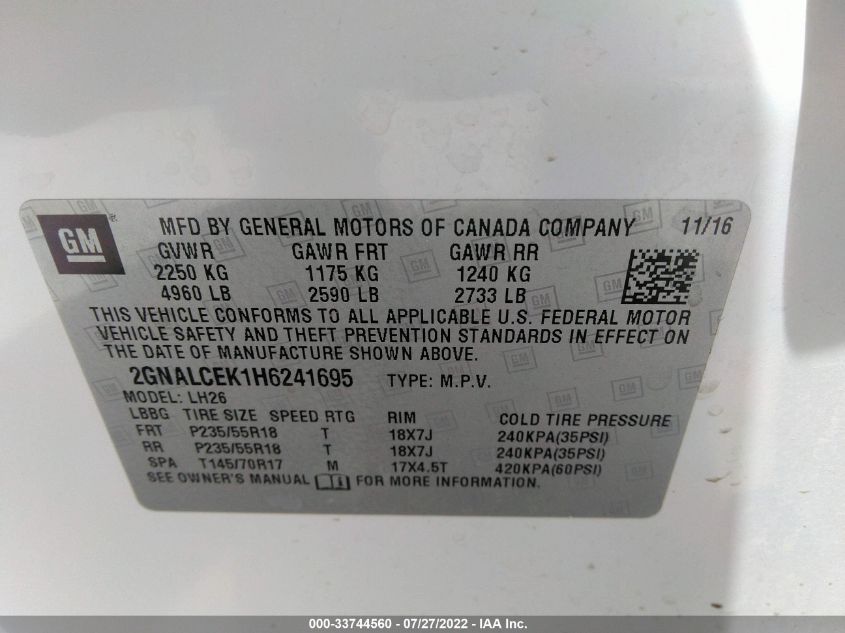 GM ®
MFD BY GENERAL MOTORS OF CANADA COMPANY 11/16
GVWR GAWR FRT GAWR RR
2250 KG 1175 KG 1240 KG
4960 LB 2590 LB 2733 LB
THIS VEHICLE CONFORMS TO ALL APPLICABLE U.S. FEDERAL MOTOR
VEHICLE SAFETY AND THEFT PREVENTION STANDARDS IN EFFECT ON
THE DATE OF MANUFACTURE SHOWN ABOVE.
2GNALCEK1H6241695 TYPE: M.P.V.
MODEL: LH26
LBBG TIRE SIZE SPEED RTG RIM COLD TIRE PRESSURE
FRT P235/55R18 T 18X7J 240KPA(35PSI)
RR P235/55R18 T 18X7J 240KPA(35PSI)
SPA T145/70R17 M 17X4.5T 420KPA(60PSI)
SEE OWNER'S MANUAL FOR MORE INFORMATION.
000-33744560 - 07/27/2022 - IAA Inc.